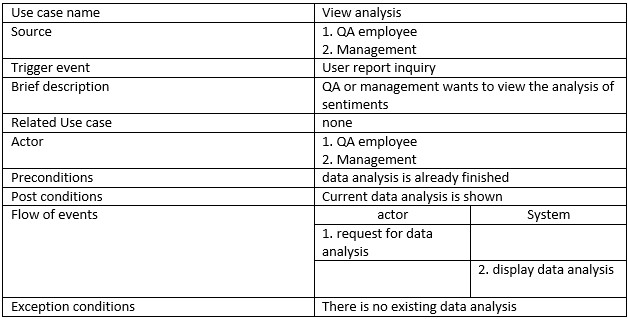 Use case name View analysis
Source 1. QA employee
2. Management
Trigger event User report inquiry
Brief description QA or management wants to view the analysis of
sentiments
Related Use case none
Actor 1. QA employee
2. Management
Preconditions data analysis is already finished
Post conditions Current data analysis is shown
Flow of events actor System
1. request for data
analysis
2. display data analysis
Exception conditions There is no existing data analysis